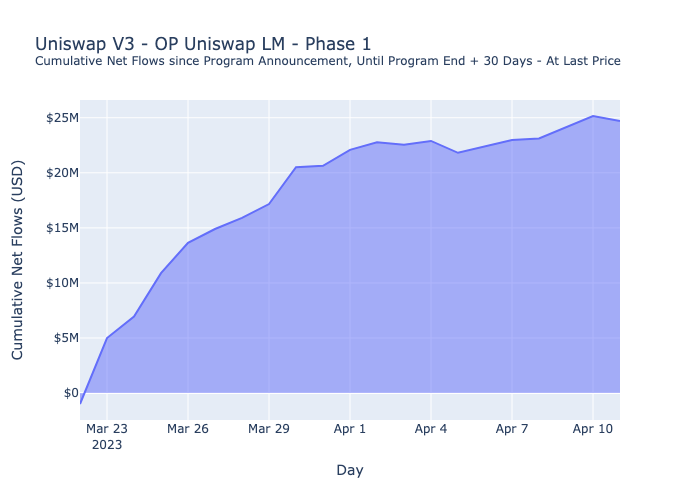 Uniswap V3 - OP Uniswap LM - Phase 1
Cumulative Net Flows since Program Announcement, Until Program End + 30 Days - At Last Price
Cumulative Net Flows (USD)
$25M
$20M
$15M
$10M
$5M
$0
Mar 23 Mar 26 Mar 29 Apr 1 Apr 4 Apr 7 Apr 10
2023
Day